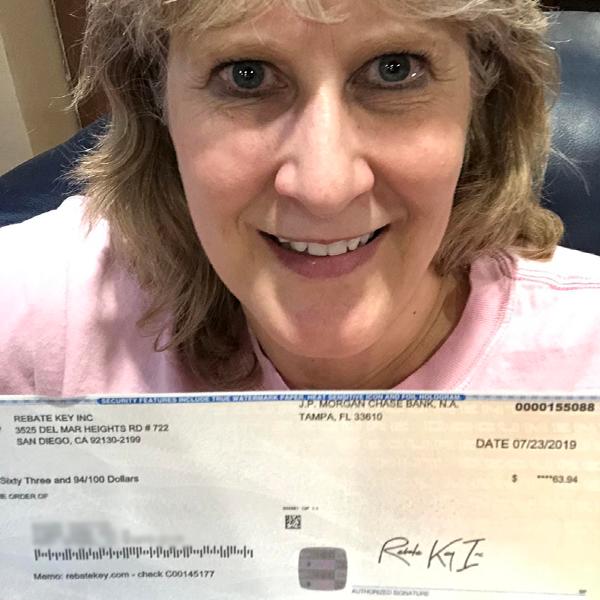 SECURITY FEATURES INCLUDE TRUE WATERMARK PAPER, HEAT SENSITIVE ICON AND FOIL HOLOGRAM.
REBATE KEY INC
3525 DEL MAR HEIGHTS RD # 722
SAN DIEGO, CA 92130-2199
J.P. MORGAN CHASE BANK, N.A.
TAMPA, FL 33610
0000155088
DATE 07/23/2019
Sixty Three and 94/100 Dollars
$ ****63.94
ORDER OF
Rebate Key Inc
Memo: rebatekey.com - check C00145177
AUTHORIZED SIGNATURE